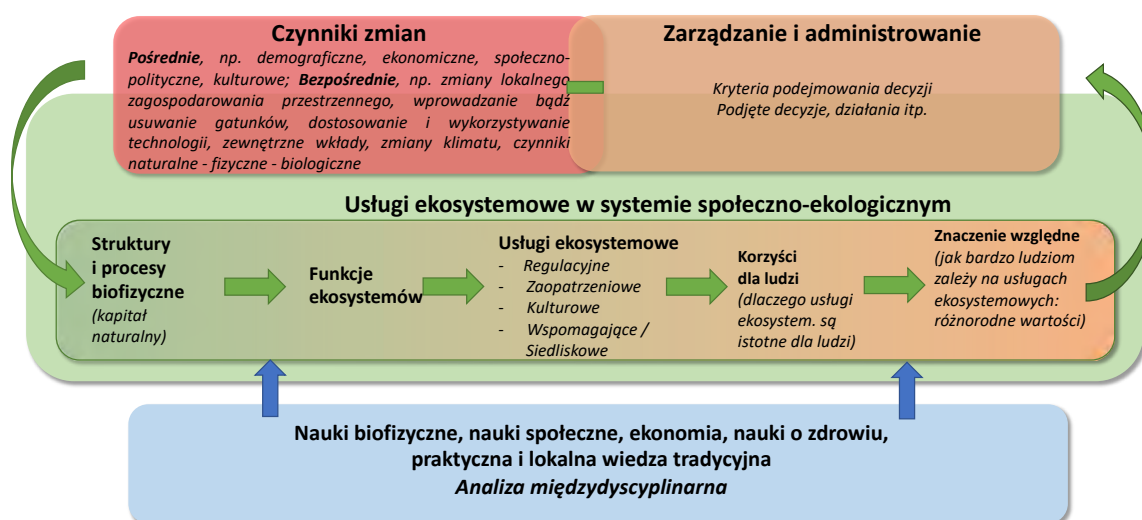 Czynniki zmian
Pośrednie, np. demograficzne, ekonomiczne, społeczno-
polityczne, kulturowe; Bezpośrednie, np. zmiany lokalnego
zagospodarowania przestrzennego, wprowadzanie bądź
usuwanie gatunków, dostosowanie i wykorzystywanie
technologii, zewnętrzne wkłady, zmiany klimatu, czynniki
naturalne - fizyczne - biologiczne
Zarządzanie i administrowanie
Kryteria podejmowania decyzji
Podjęte decyzje, działania itp.
Usługi ekosystemowe w systemie społeczno-ekologicznym
Struktury
i procesy
biofizyczne
(kapitał
naturalny)
Funkcje
ekosystemów
Usługi ekosystemowe
- Regulacyjne
- Zaopatrzeniowe
- Kulturowe
- Wspomagające /
Siedliskowe
Korzyści
dla ludzi
(dlaczego usługi
ekosystem. są
istotne dla ludzi)
Znaczenie względne
(jak bardzo ludziom
zależy na usługach
ekosystemowych:
różnorodne wartości)
Nauki biofizyczne, nauki społeczne, ekonomia, nauki o zdrowiu,
praktyczna i lokalna wiedza tradycyjna
Analiza międzydyscyplinarna